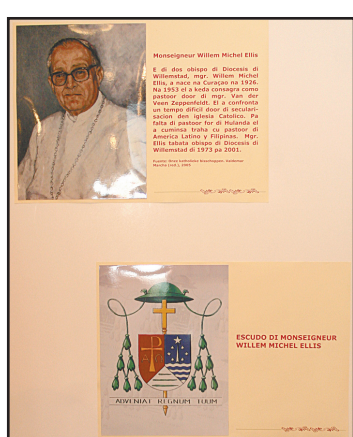 Monseigneur Willem Michel Ellis
E di dos obispo di Diocesis di
Willemstad, mgr. Willem Michel
Ellis, a nace na Curaçao na 1926.
Na 1953 el a keda consagra como
pastoor door di mgr. Van der
Veen Zeppenfeldt. El a confronta
un tempo dificil door di seculari-
sacion den iglesia Catolico. Pa
falta di pastoor for di Hulanda el
a cuminsa traha cu pastoor di
America Latino y Filipinas. Mgr.
Ellis tabata obispo di Diocesis di
Willemstad di 1973 pa 2001.
ESCUDO DI MONSEIGNEUR
WILLEM MICHEL ELLIS
ADVENIAT REGNUM TUUM